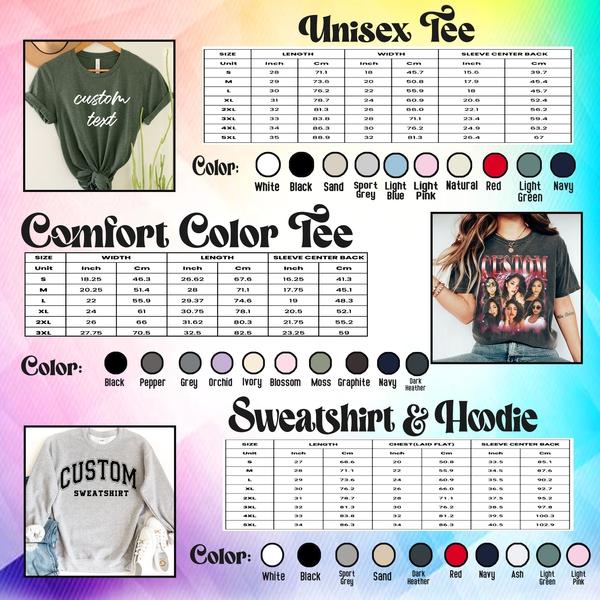 Unisex Tee
SIZE LENGTH WIDTH SLEEVE CENTER BACK
Unit Inch Cm Inch Cm Inch Cm
S 28 71.1 18 45.7 15.6 39.7
M 29 73.6 20 50.8 17.9 45.4
L 30 76.2 22 55.9 18 45.7
XL 31 78.7 24 60.9 20.6 52.4
2XL 32 81.3 26 66.0 22.1 56.2
3XL 33 83.8 28 71.1 23.4 59.4
4XL 34 86.3 30 76.2 24.9 63.2
5XL 35 88.9 32 81.3 26.4 67
custom
text
Color:
White Black Sand Sport Grey Light Blue Light Pink Natural Red Light Green Navy
Comfort Color Tee
SIZE WIDTH LENGTH SLEEVE CENTER BACK
Unit Inch Cm Inch Cm Inch Cm
S 18.25 46.3 26.62 67.6 16.25 41.3
M 20.25 51.4 28 71.1 17.75 45.1
L 22 55.9 29.37 74.6 19 48.3
XL 24 61 30.75 78.1 20.5 52.1
2XL 26 66 31.62 80.3 21.75 55.2
3XL 27.75 70.5 32.5 82.5 23.25 59
CUSTOM
Color:
Black Pepper Grey Orchid Ivory Blossom Moss Graphite Navy Dark Heather
Sweatshirt & Hoodie
SIZE LENGTH CHEST(LAID FLAT) SLEEVE CENTER BACK
Unit Inch Cm Inch Cm Inch Cm
S 27 68.6 20 50.8 33.5 85.1
M 28 71.1 22 55.9 34.5 87.6
L 29 73.6 24 60.9 35.5 90.2
XL 30 76.2 26 66.0 36.5 92.7
2XL 31 78.7 28 71.1 37.5 95.2
3XL 32 81.3 30 76.2 38.5 97.8
4XL 33 83.8 32 81.2 39.5 100.3
5XL 34 86.3 34 86.3 40.5 102.9
CUSTOM
SWEATSHIRT
Color:
White Black Sport Grey Sand Dark Heather Red Navy Ash Light Green Light Pink